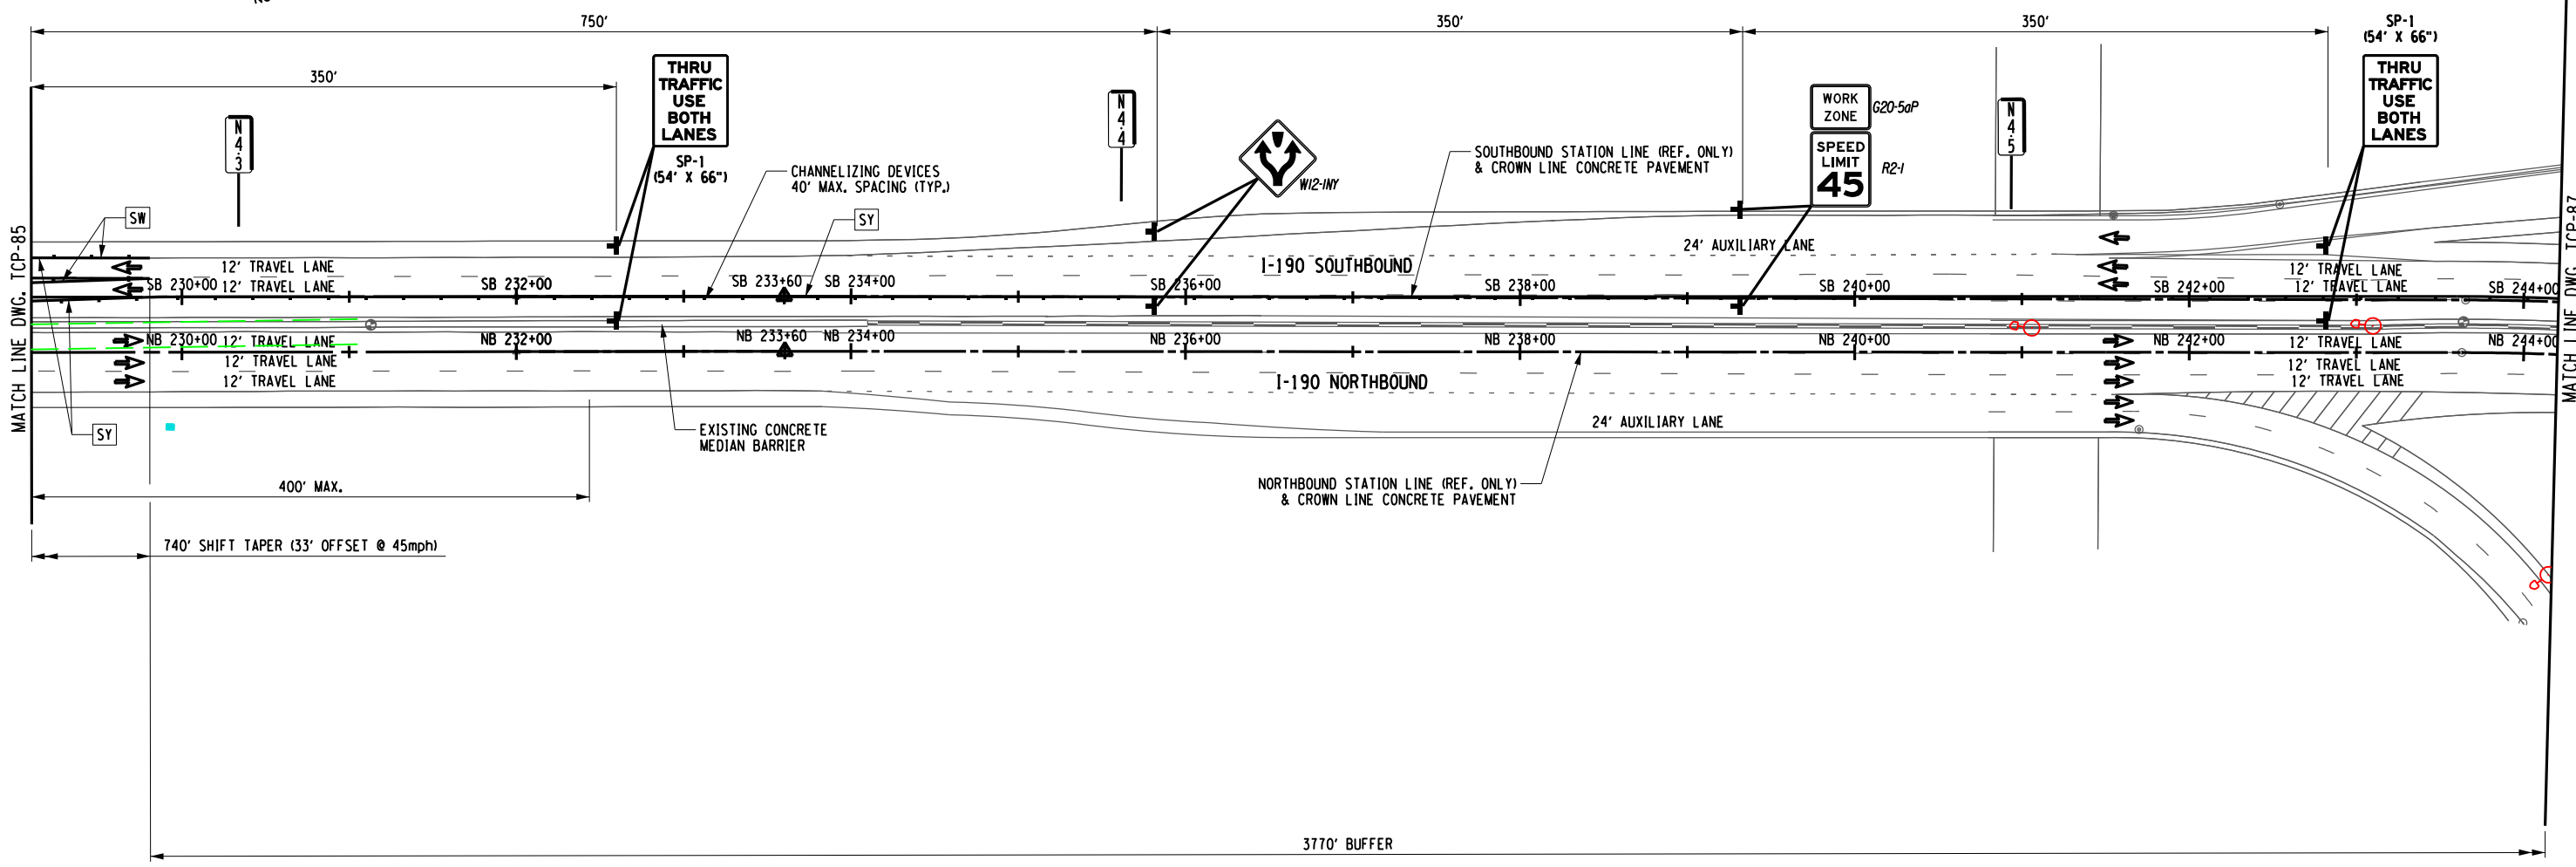 750'
350'
350'
SP-1
(54' X 66")
350'
THRU
TRAFFIC
USE
BOTH
LANES
SP-1
(54' X 66")
THRU
TRAFFIC
USE
BOTH
LANES
N
4.3
N
4.4
N
4.5
WORK
ZONE
G20-5aP
SPEED
LIMIT
45
R2-1
W12-1NY
CHANNELIZING DEVICES
40' MAX. SPACING (TYP.)
SOUTHBOUND STATION LINE (REF. ONLY)
& CROWN LINE CONCRETE PAVEMENT
SW
SY
MATCH LINE DWG. TCP-85
MATCH LINE DWG. TCP-87
24' AUXILIARY LANE
I-190 SOUTHBOUND
12' TRAVEL LANE
12' TRAVEL LANE
12' TRAVEL LANE
12' TRAVEL LANE
SB 230+00
SB 232+00
SB 233+60
SB 234+00
SB 236+00
SB 238+00
SB 240+00
SB 242+00
SB 244+00
NB 230+00
NB 232+00
NB 233+60
NB 234+00
NB 236+00
NB 238+00
NB 240+00
NB 242+00
NB 244+00
12' TRAVEL LANE
12' TRAVEL LANE
12' TRAVEL LANE
12' TRAVEL LANE
12' TRAVEL LANE
12' TRAVEL LANE
I-190 NORTHBOUND
24' AUXILIARY LANE
SY
EXISTING CONCRETE
MEDIAN BARRIER
NORTHBOUND STATION LINE (REF. ONLY)
& CROWN LINE CONCRETE PAVEMENT
400' MAX.
740' SHIFT TAPER (33' OFFSET @ 45mph)
3770' BUFFER